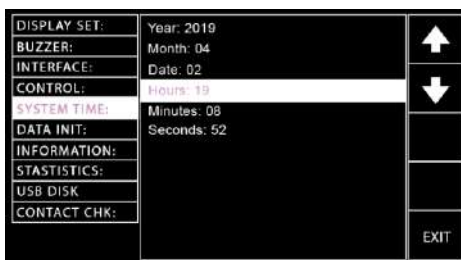 DISPLAY SET:
BUZZER:
INTERFACE:
CONTROL:
SYSTEM TIME:
DATA INIT:
INFORMATION:
STASTISTICS:
USB DISK
CONTACT CHK:
Year: 2019
Month: 04
Date: 02
Hours: 19
Minutes: 08
Seconds: 52
EXIT